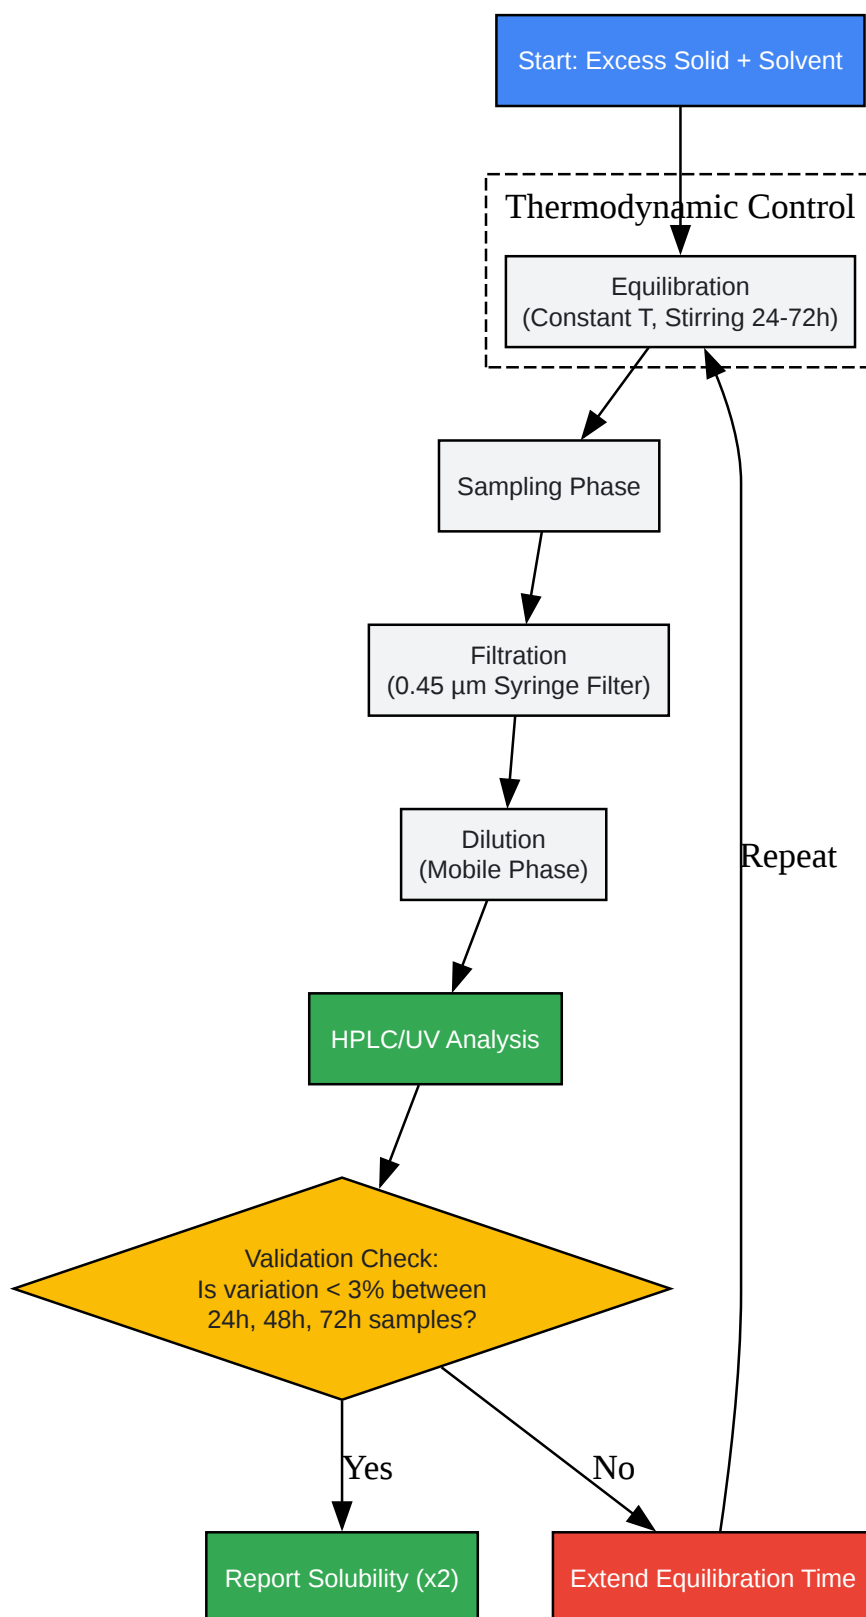 Start: Excess Solid + Solvent
Thermodynamic Control
Equilibration
(Constant T, Stirring 24-72h)
Sampling Phase
Filtration
(0.45 µm Syringe Filter)
Dilution
(Mobile Phase)
Repeat
HPLC/UV Analysis
Validation Check:
Is variation < 3% between
24h, 48h, 72h samples?
Yes
No
Report Solubility (x2)
Extend Equilibration Time